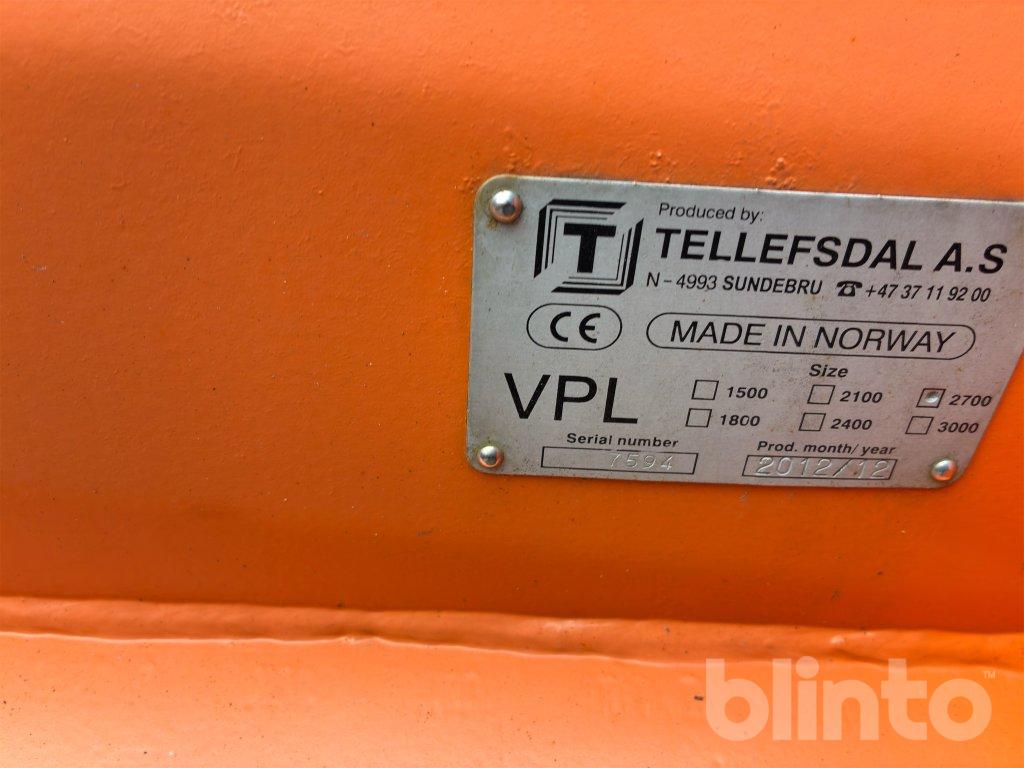 Produced by:
T TELLEFSDAL A.S
N-4993 SUNDEBRU ☎ +47 37 11 92 00
CE MADE IN NORWAY
Size
VPL
1500 2100 2700
1800 2400 3000
Serial number Prod. month/year
7594 2012/12
blinto™